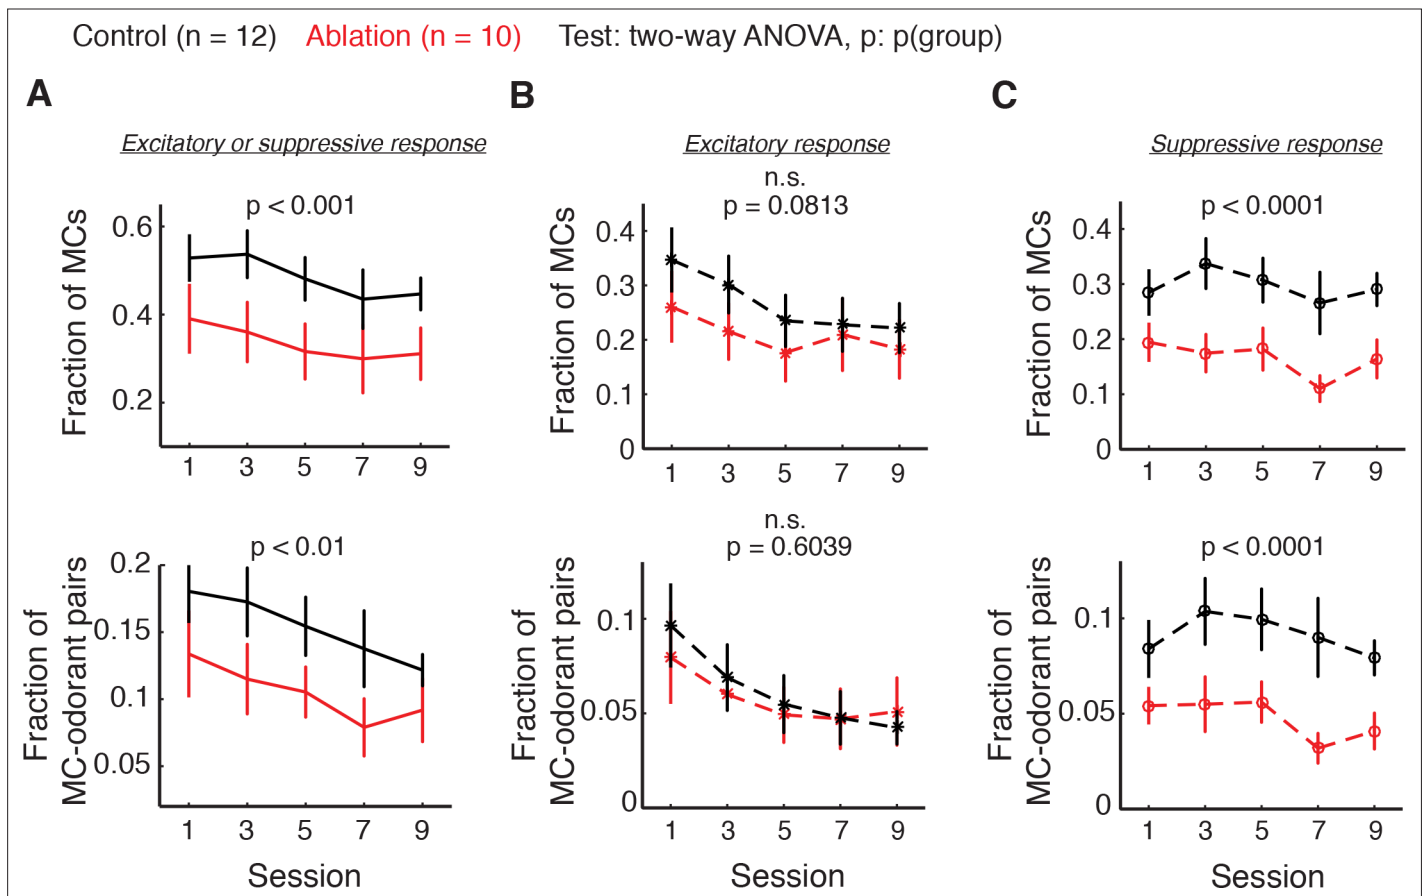 Control (n = 12) Ablation (n = 10) Test: two-way ANOVA, p: p(group)
A
Excitatory or suppressive response
p < 0.001
Fraction of MCs
0.6
0.4
0.2
1 3 5 7 9
p < 0.01
Fraction of
MC-odorant pairs
0.2
0.15
0.1
0.05
1 3 5 7 9
Session
B
Excitatory response
n.s.
p = 0.0813
Fraction of MCs
0.4
0.3
0.2
0.1
0
1 3 5 7 9
n.s.
p = 0.6039
Fraction of
MC-odorant pairs
0.1
0.05
0
1 3 5 7 9
Session
C
Suppressive response
p < 0.0001
Fraction of MCs
0.4
0.3
0.2
0.1
0
1 3 5 7 9
p < 0.0001
Fraction of
MC-odorant pairs
0.1
0.05
0
1 3 5 7 9
Session